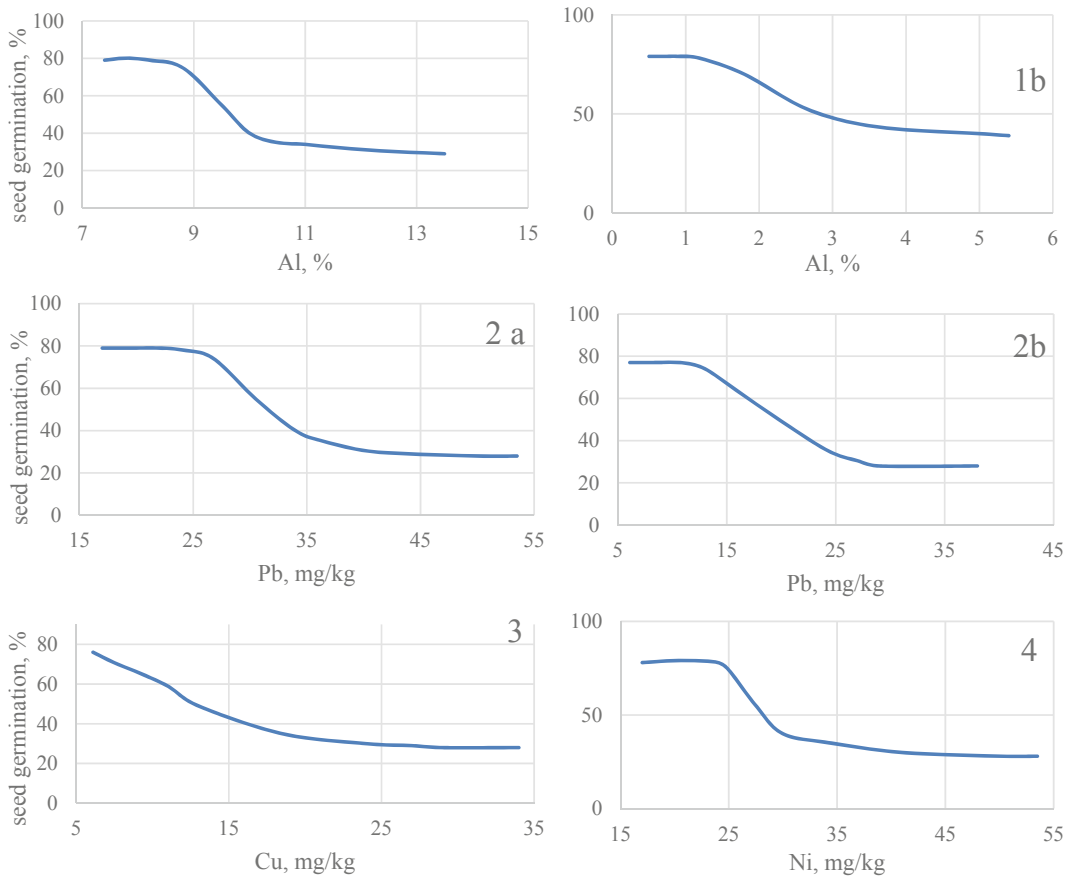 seed germination, %
100
80
60
40
20
0
7 9 11 13 15
Al, %
100
50
0
0 1 2 3 4 5 6
Al, %
1b
seed germination, %
100
80
60
40
20
0
15 25 35 45 55
Pb, mg/kg
2 a
100
80
60
40
20
0
5 15 25 35 45
Pb, mg/kg
2b
seed germination, %
80
60
40
20
0
5 15 25 35
Cu, mg/kg
3
100
50
0
15 25 35 45 55
Ni, mg/kg
4